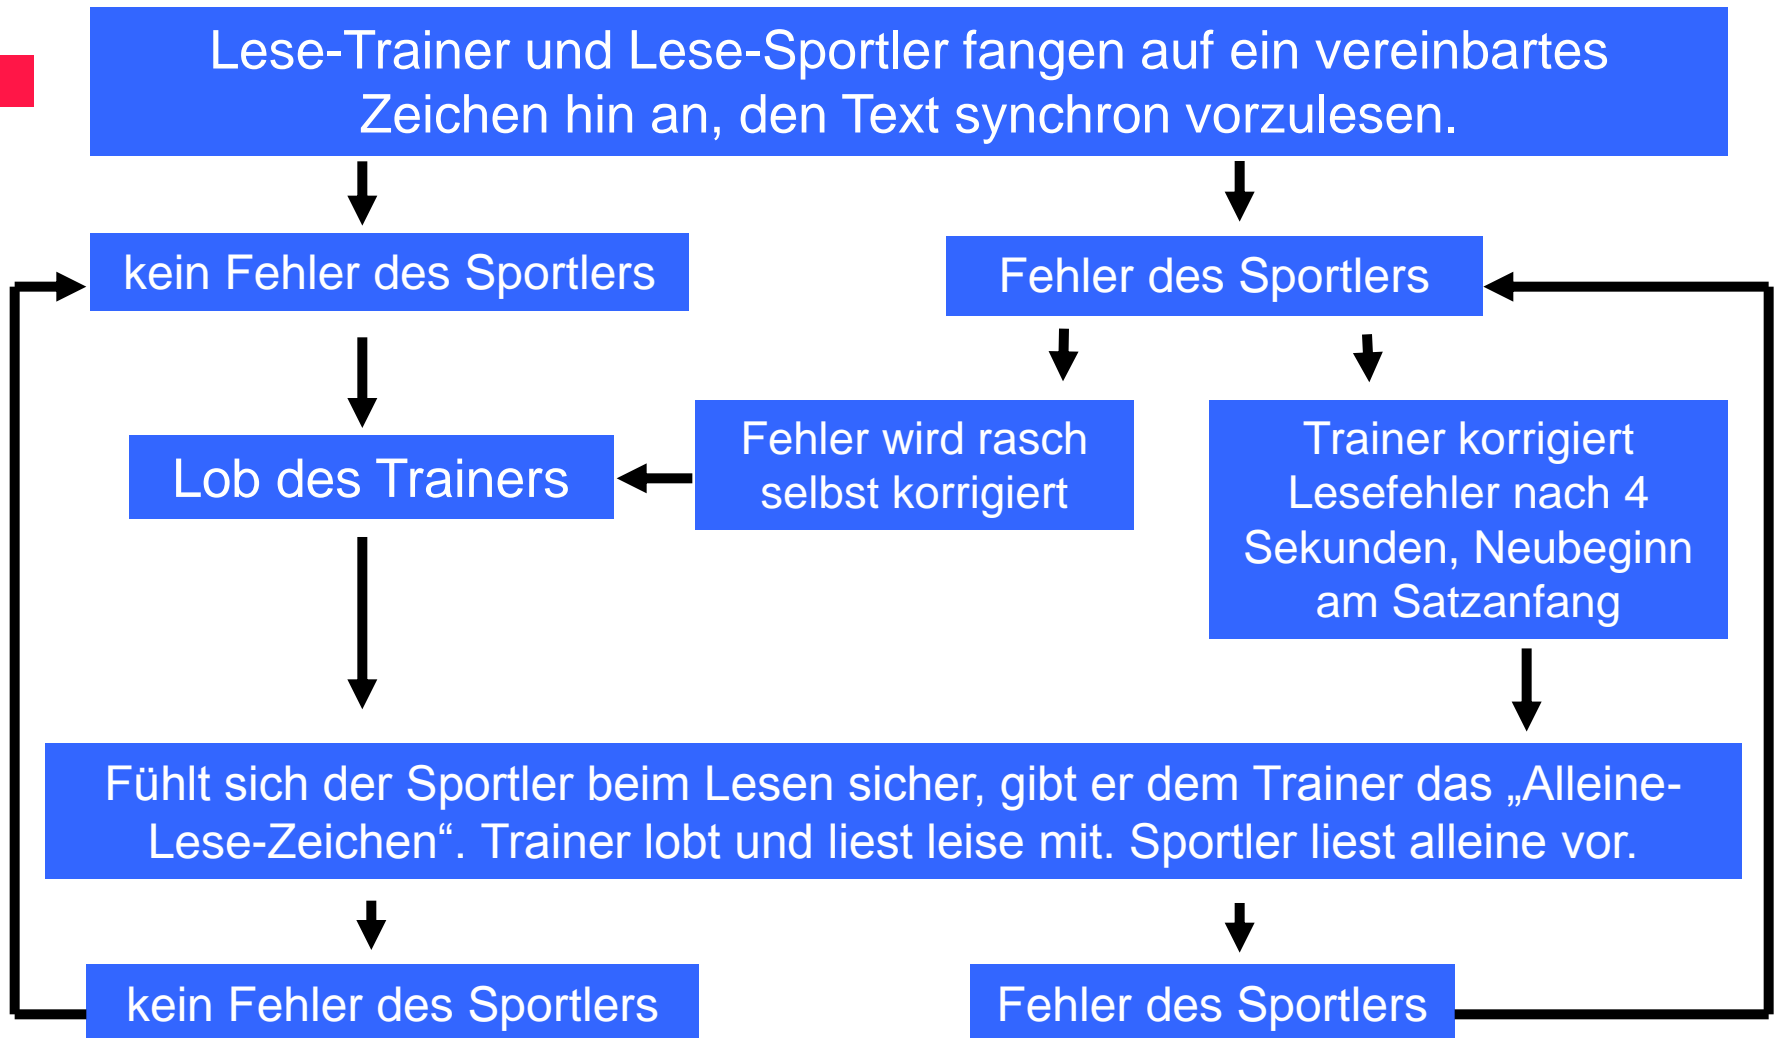 Lese-Trainer und Lese-Sportler fangen auf ein vereinbartes
Zeichen hin an, den Text synchron vorzulesen.
kein Fehler des Sportlers
Fehler des Sportlers
Lob des Trainers
Fehler wird rasch
selbst korrigiert
Trainer korrigiert
Lesefehler nach 4
Sekunden, Neubeginn
am Satzanfang
Fühlt sich der Sportler beim Lesen sicher, gibt er dem Trainer das „Alleine-
Lese-Zeichen“. Trainer lobt und liest leise mit. Sportler liest alleine vor.
kein Fehler des Sportlers
Fehler des Sportlers